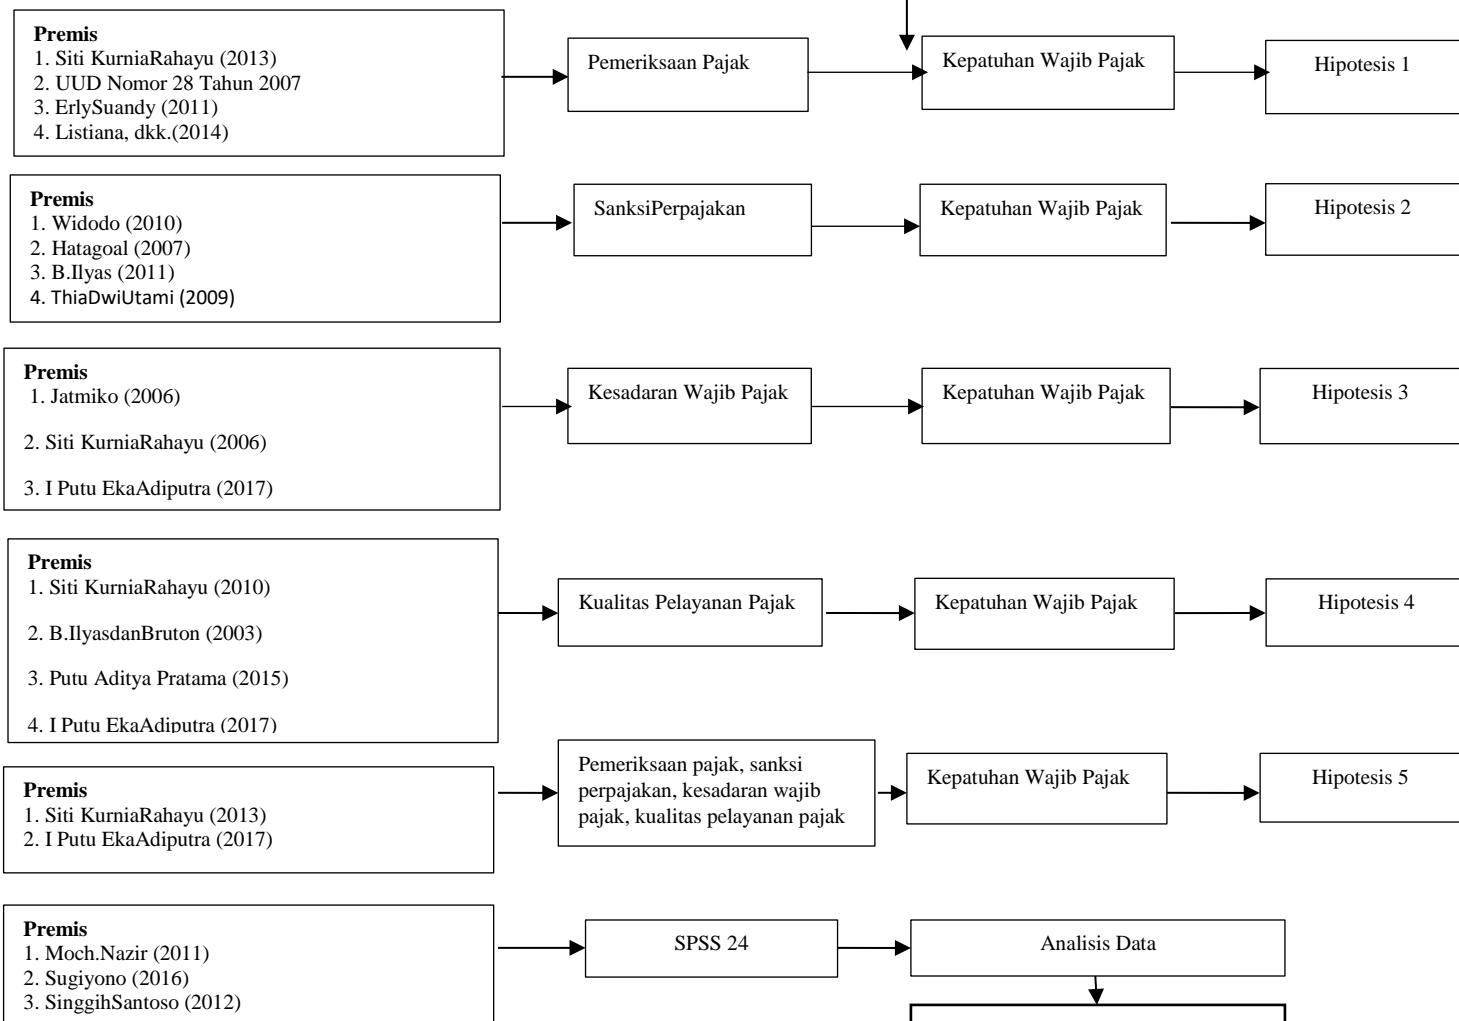 Premis
1. Siti KurniaRahayu (2013)
2. UUD Nomor 28 Tahun 2007
3. ErlySuandy (2011)
4. Listiana, dkk.(2014)
Pemeriksaan Pajak
Kepatuhan Wajib Pajak
Hipotesis 1
Premis
1. Widodo (2010)
2. Hatagoal (2007)
3. B.Ilyas (2011)
4. ThiaDwiUtami (2009)
SanksiPerpajakan
Kepatuhan Wajib Pajak
Hipotesis 2
Premis
1. Jatmiko (2006)
2. Siti KurniaRahayu (2006)
3. I Putu EkaAdiputra (2017)
Kesadaran Wajib Pajak
Kepatuhan Wajib Pajak
Hipotesis 3
Premis
1. Siti KurniaRahayu (2010)
2. B.IlyasdanBruton (2003)
3. Putu Aditya Pratama (2015)
4. I Putu EkaAdiputra (2017)
Kualitas Pelayanan Pajak
Kepatuhan Wajib Pajak
Hipotesis 4
Premis
1. Siti KurniaRahayu (2013)
2. I Putu EkaAdiputra (2017)
Pemeriksaan pajak, sanksi
perpajakan, kesadaran wajib
pajak, kualitas pelayanan pajak
Kepatuhan Wajib Pajak
Hipotesis 5
Premis
1. Moch.Nazir (2011)
2. Sugiyono (2016)
3. SinggihSantoso (2012)
SPSS 24
Analisis Data